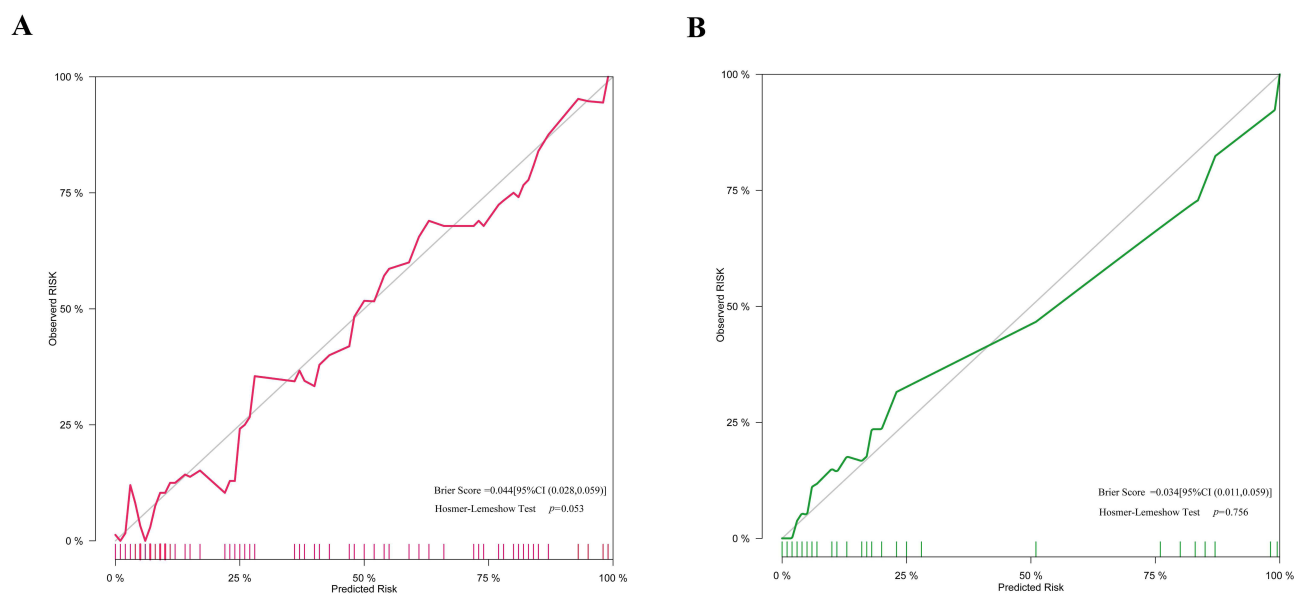 A
100 %
75 %
50 %
25 %
0 %
Observerd RISK
Brier Score =0.044[95%CI (0.028,0.059)]
Hosmer-Lemeshow Test p=0.053
0 %
25 %
50 %
75 %
100 %
Predicted Risk
B
100 %
75 %
50 %
25 %
0 %
Observerd RISK
Brier Score =0.034[95%CI (0.011,0.059)]
Hosmer-Lemeshow Test p=0.756
0 %
25 %
50 %
75 %
100 %
Predicted Risk